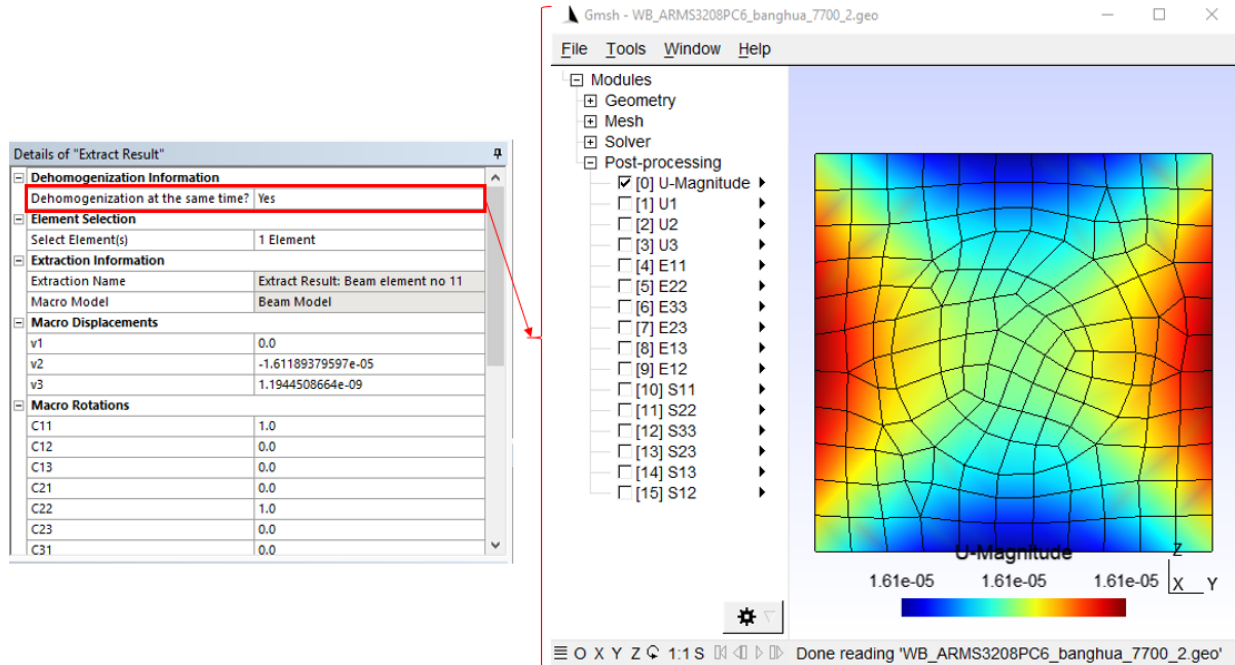 Details of "Extract Result"
Dehomogenization Information
Dehomogenization at the same time? Yes
Element Selection
Select Element(s) 1 Element
Extraction Information
Extraction Name Extract Result: Beam element no 11
Macro Model Beam Model
Macro Displacements
v1 0.0
v2 -1.61189379597e-05
v3 1.1944508664e-09
Macro Rotations
C11 1.0
C12 0.0
C13 0.0
C21 0.0
C22 1.0
C23 0.0
C31 0.0
Gmsh - WB_ARMS3208PC6_banghua_7700_2.geo
File Tools Window Help
Modules
Geometry
Mesh
Solver
Post-processing
[0] U-Magnitude
[1] U1
[2] U2
[3] U3
[4] E11
[5] E22
[6] E33
[7] E23
[8] E13
[9] E12
[10] S11
[11] S22
[12] S33
[13] S23
[14] S13
[15] S12
U-Magnitude
1.61e-05 1.61e-05 1.61e-05
Z
X Y
O X Y Z 1:1 S Done reading 'WB_ARMS3208PC6_banghua_7700_2.geo'